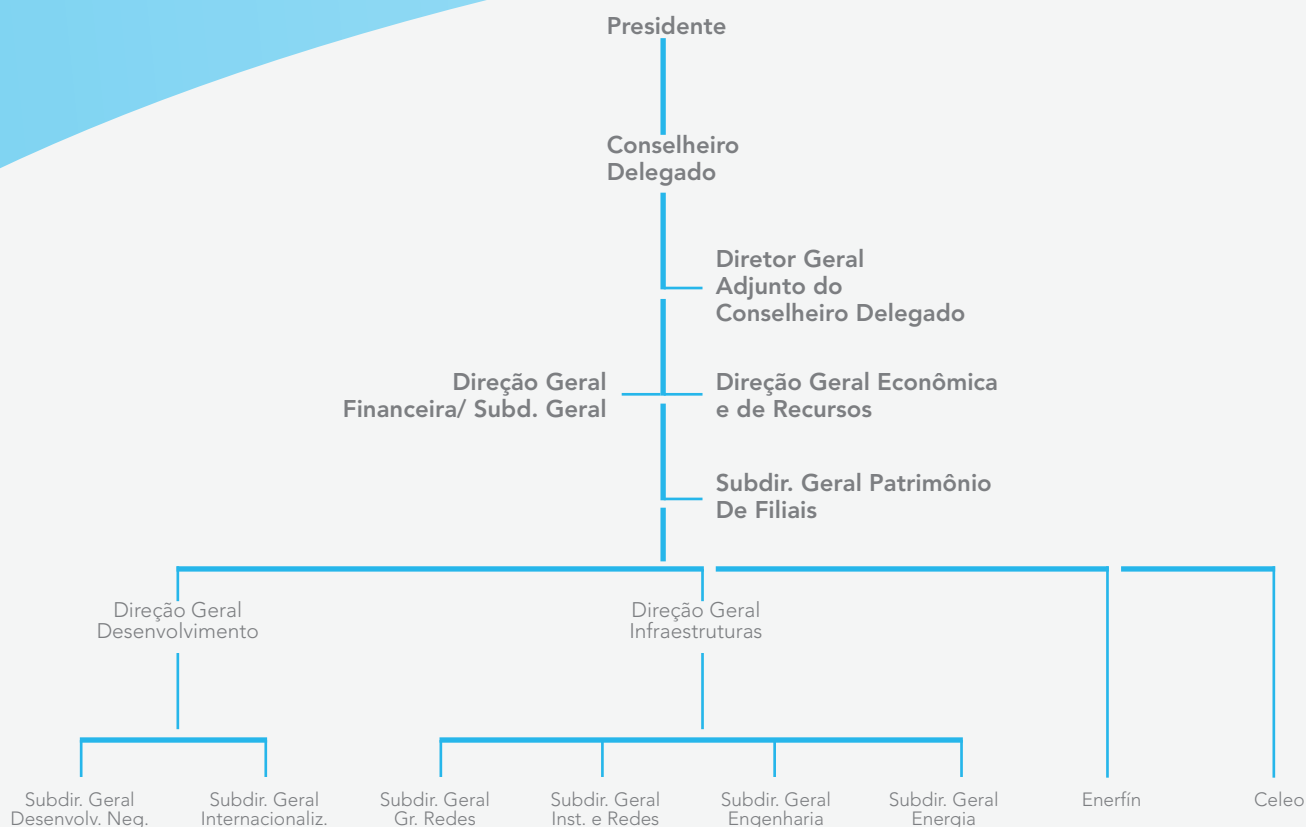 Presidente
Conselheiro
Delegado
Diretor Geral
Adjunto do
Conselheiro Delegado
Direção Geral
Financeira/ Subd. Geral
Direção Geral Econômica
e de Recursos
Subdir. Geral Patrimônio
De Filiais
Direção Geral
Desenvolvimento
Direção Geral
Infraestruturas
Subdir. Geral
Desenvolv. Neg.
Subdir. Geral
Internacionaliz.
Subdir. Geral
Gr. Redes
Subdir. Geral
Inst. e Redes
Subdir. Geral
Engenharia
Subdir. Geral
Energia
Enerfín
Celeo